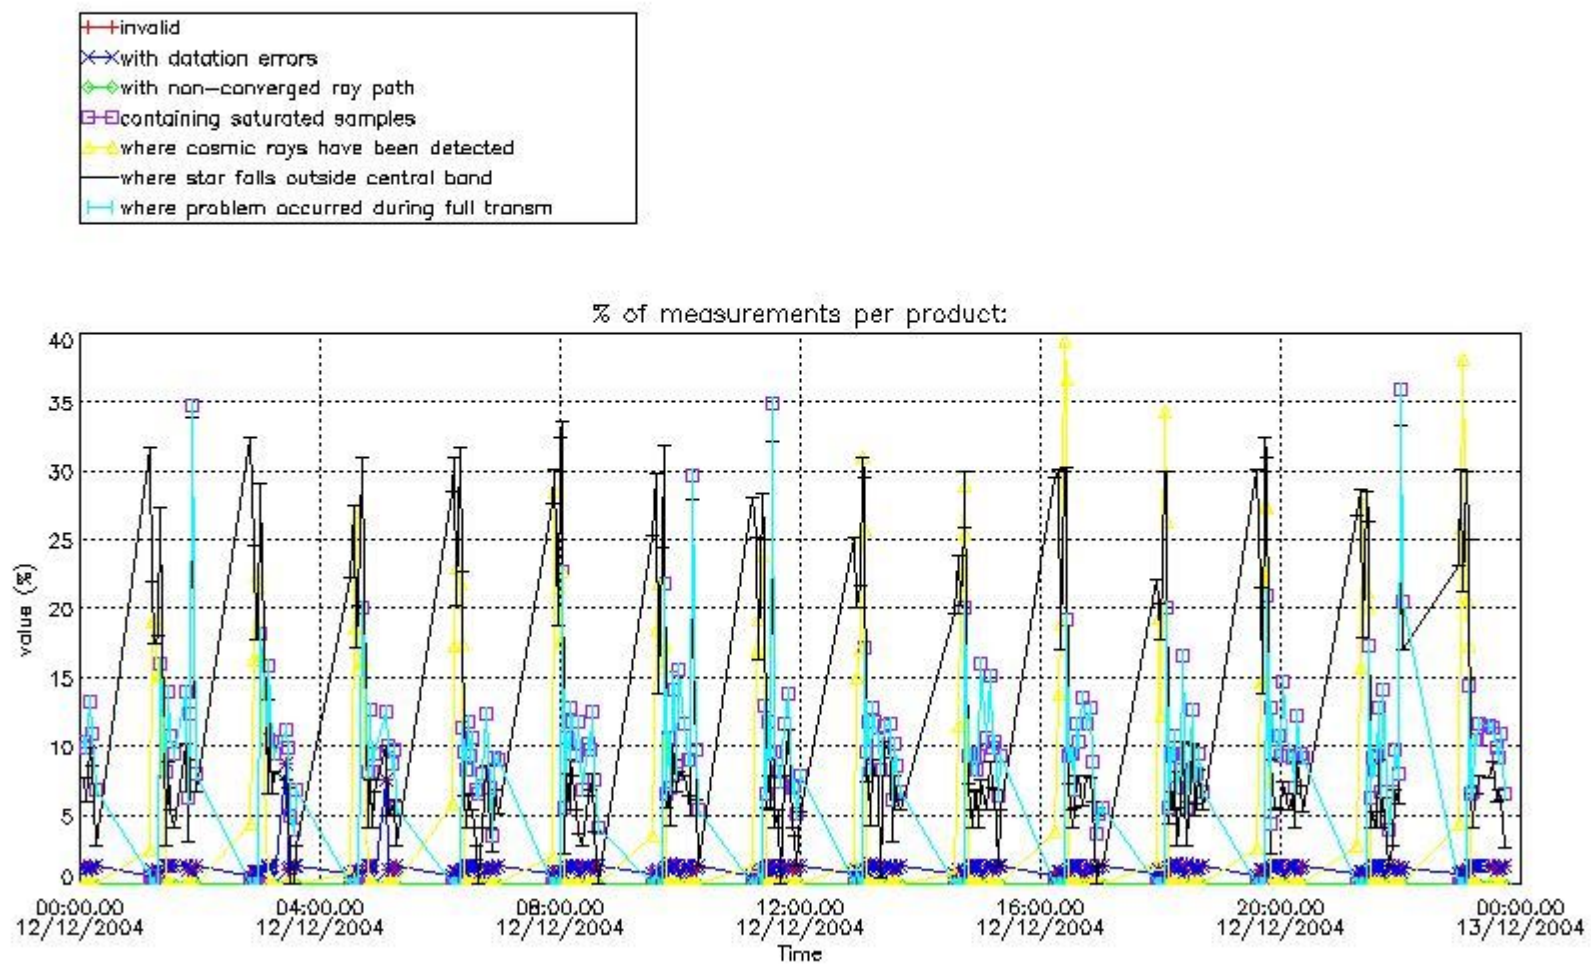 invalid
with datation errors
with non-converged ray path
containing saturated samples
where cosmic rays have been detected
where star falls outside central band
where problem occurred during full transm
% of measurements per product:
40
35
30
25
20
15
10
5
0
value (%)
00:00:00 04:00:00 08:00:00 12:00:00 16:00:00 20:00:00 00:00:00
12/12/2004 12/12/2004 12/12/2004 12/12/2004 12/12/2004 12/12/2004 13/12/2004
Time